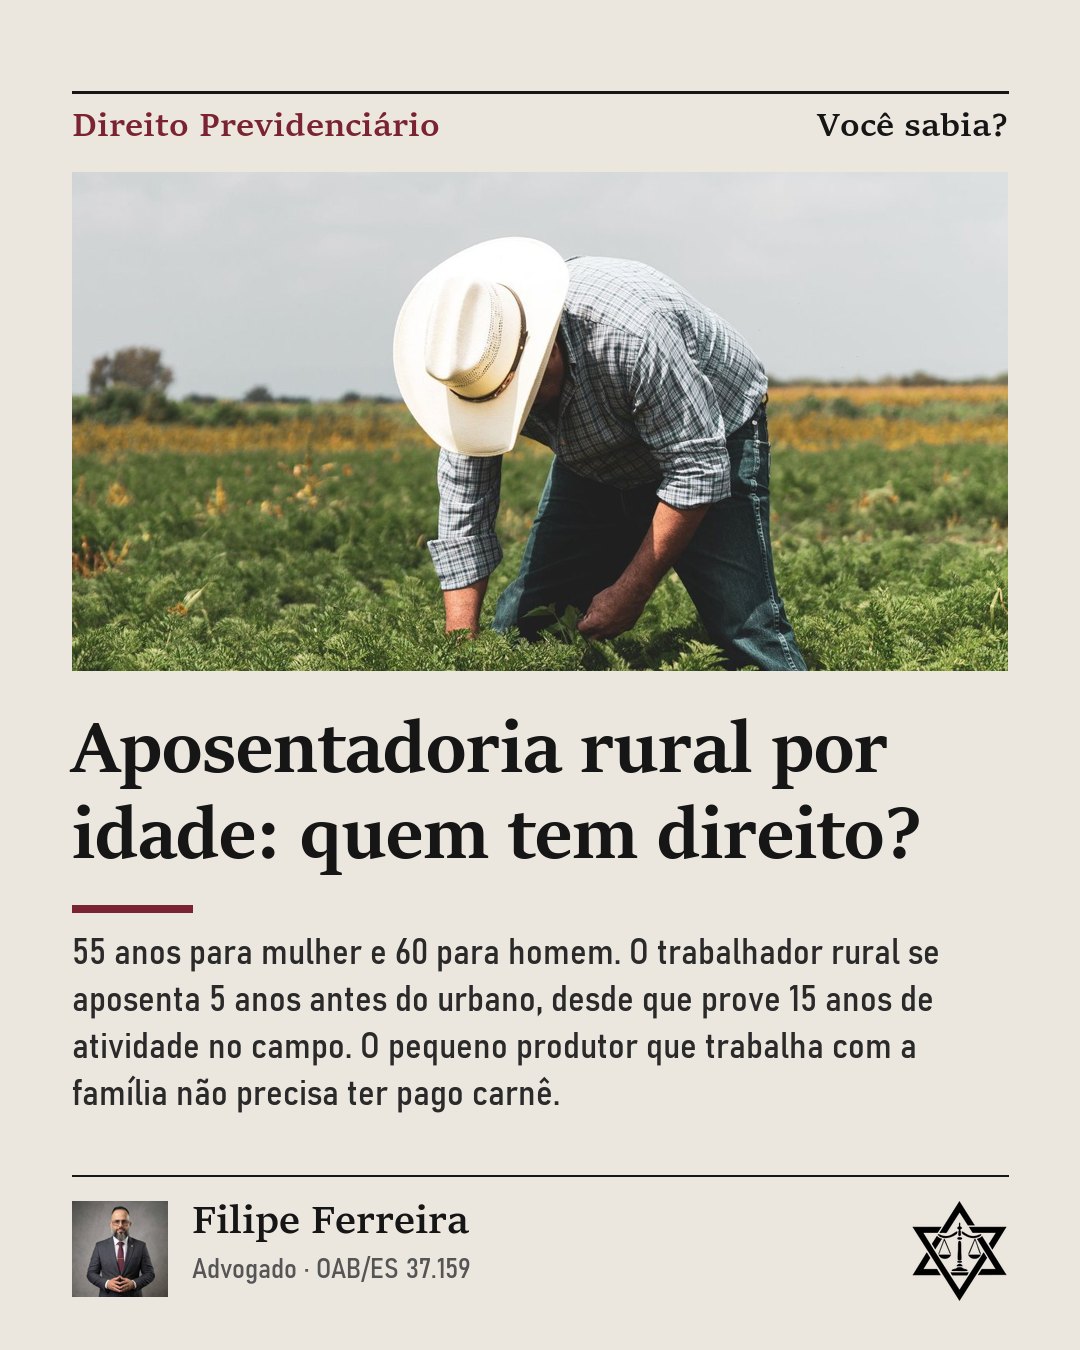 Direito Previdenciário
Você sabia?
Aposentadoria rural por
idade: quem tem direito?
55 anos para mulher e 60 para homem. O trabalhador rural se
aposenta 5 anos antes do urbano, desde que prove 15 anos de
atividade no campo. O pequeno produtor que trabalha com a
família não precisa ter pago carnê.
Filipe Ferreira
Advogado · OAB/ES 37.159